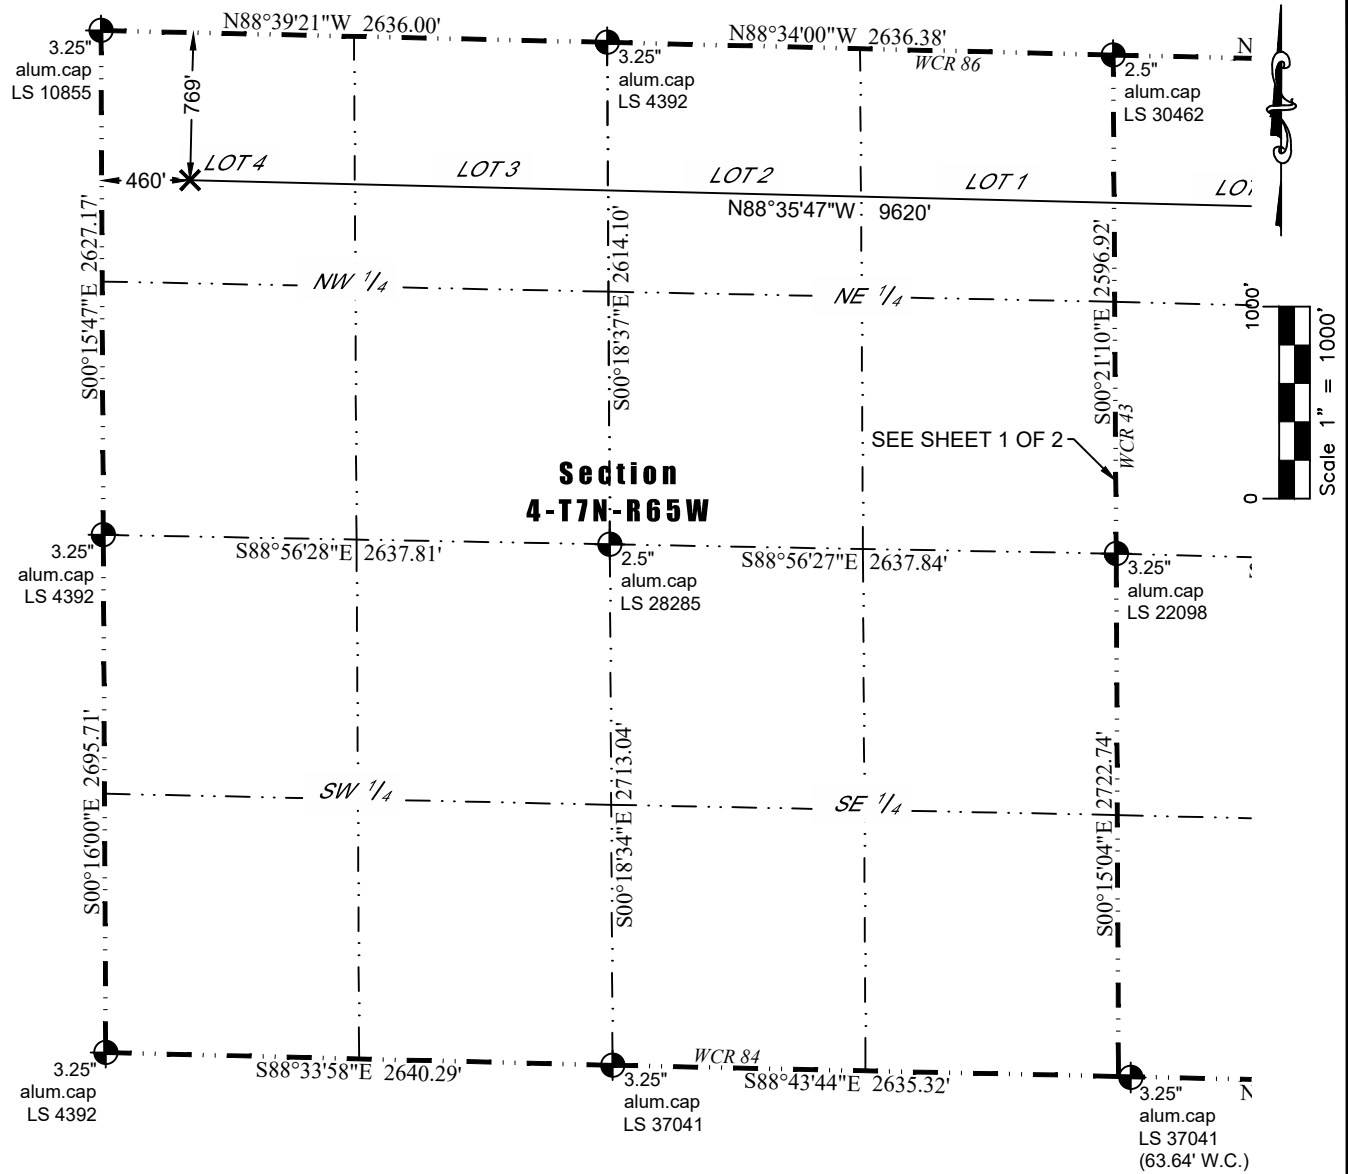 N88°39'21"W 2636.00'
N88°34'00"W 2636.38'
N
WCR 86
3.25"
alum.cap
LS 10855
3.25"
alum.cap
LS 4392
2.5"
alum.cap
LS 30462
769'
460'
LOT 4
LOT 3
LOT 2
LOT 1
N88°35'47"W 9620'
S00°15'47"E 2627.17'
S00°18'37"E 2614.10'
S00°21'10"E 2596.92'
NW 1/4
NE 1/4
1000'
0
Scale 1" = 1000'
WCR 43
SEE SHEET 1 OF 2
Section
4-T7N-R65W
S88°56'28"E 2637.81'
S88°56'27"E 2637.84'
3.25"
alum.cap
LS 4392
2.5"
alum.cap
LS 28285
3.25"
alum.cap
LS 22098
S00°16'00"E 2695.71'
S00°18'34"E 2713.04'
S00°15'04"E 2722.74'
SW 1/4
SE 1/4
WCR 84
S88°33'58"E 2640.29'
S88°43'44"E 2635.32'
N
3.25"
alum.cap
LS 4392
3.25"
alum.cap
LS 37041
3.25"
alum.cap
LS 37041
(63.64' W.C.)